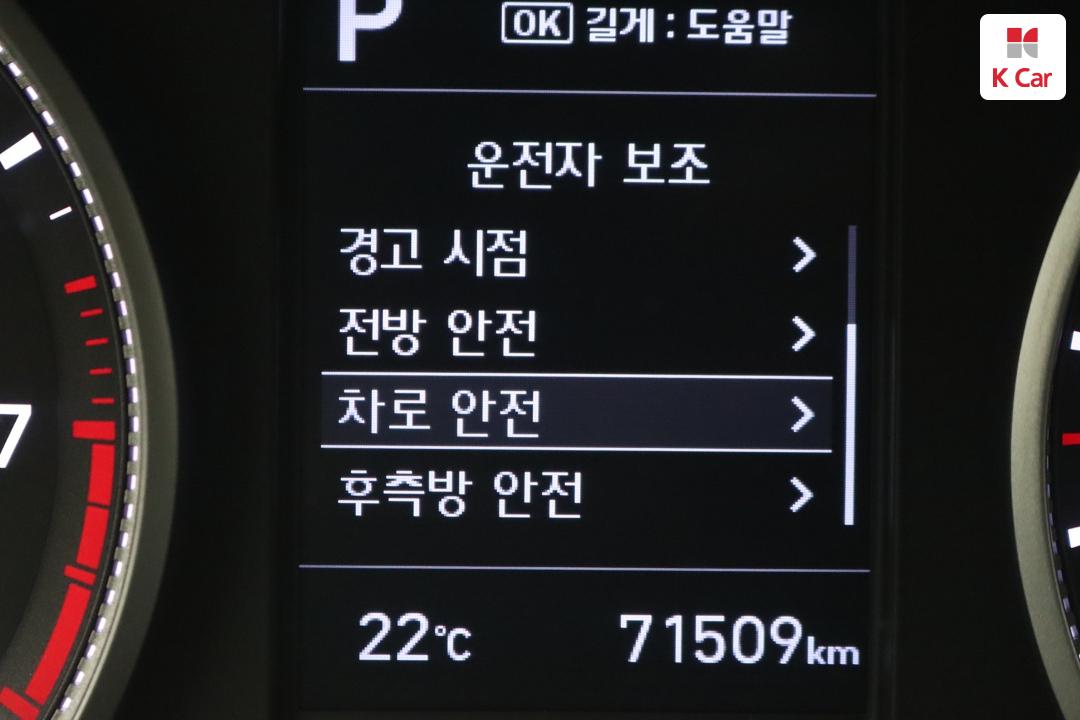 P
OK 길게 : 도움말
K Car
운전자 보조
경고 시점
전방 안전
차로 안전
후측방 안전
7
22°C 71509km